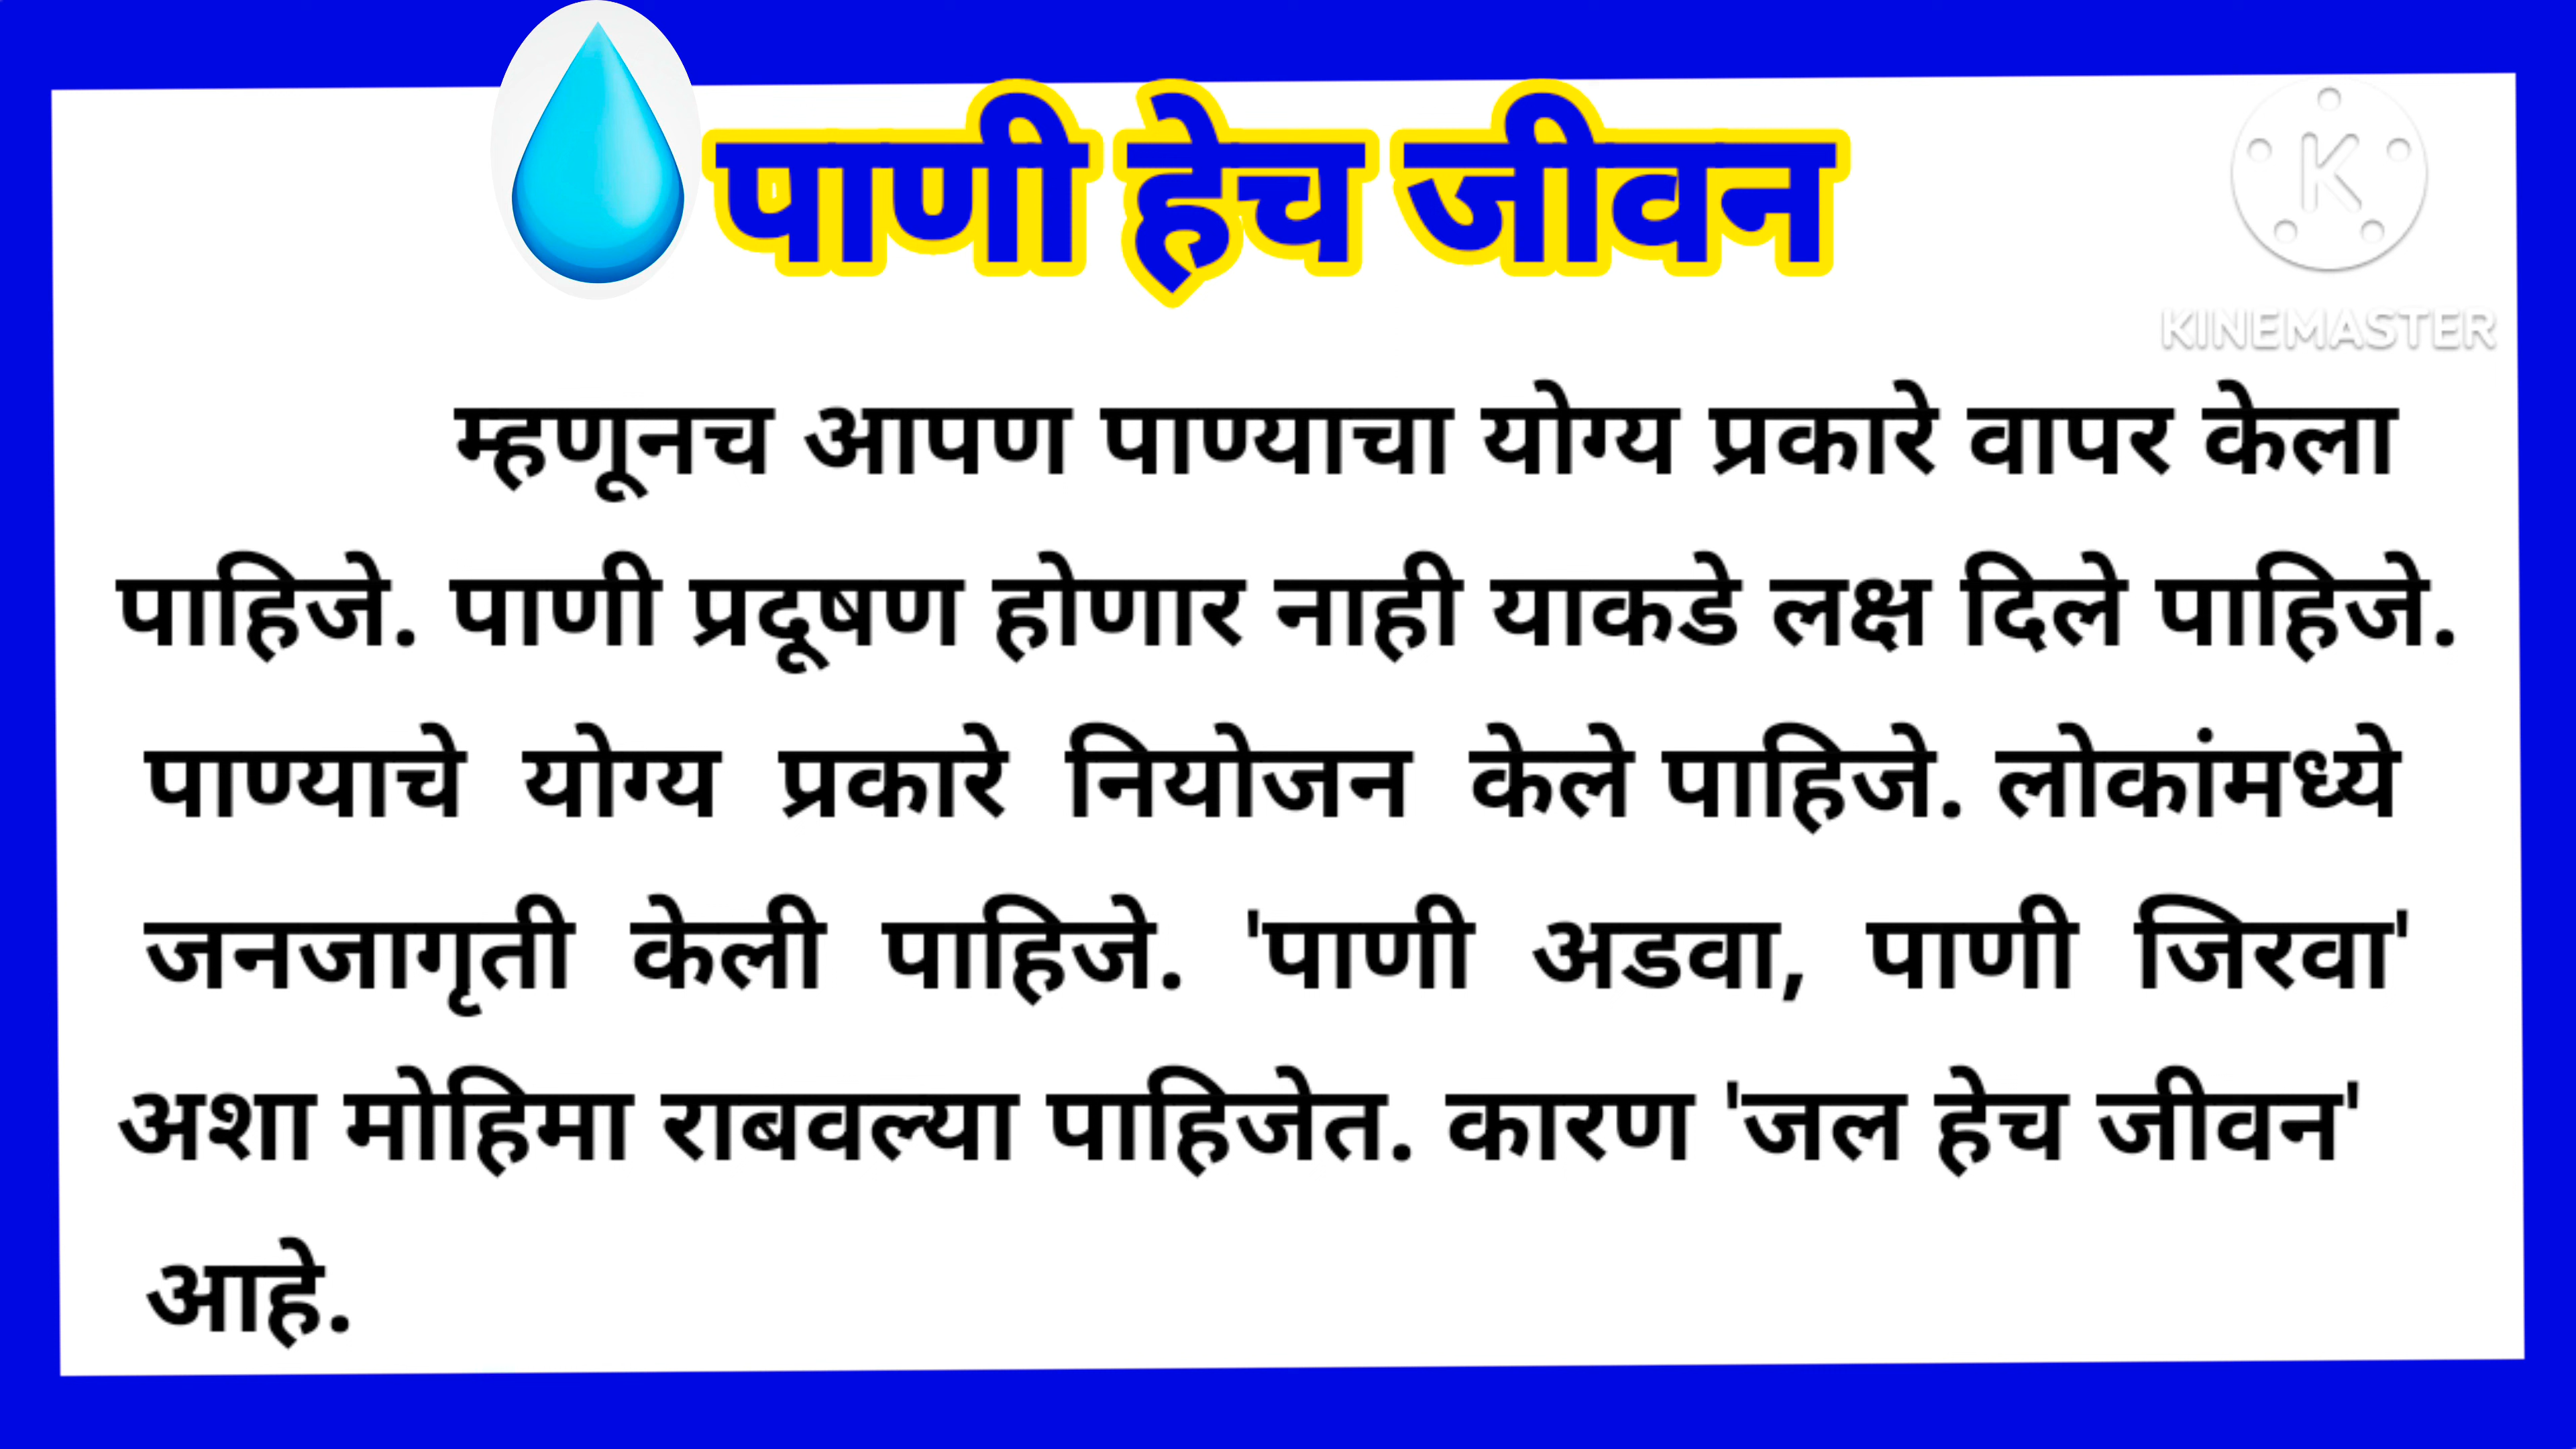 पाणी हेच जीवन
K
KINEMASTER
म्हणूनच आपण पाण्याचा योग्य प्रकारे वापर केला
पाहिजे. पाणी प्रदूषण होणार नाही याकडे लक्ष दिले पाहिजे.
पाण्याचे योग्य प्रकारे नियोजन केले पाहिजे. लोकांमध्ये
जनजागृती केली पाहिजे. 'पाणी अडवा, पाणी जिरवा'
अशा मोहिमा राबवल्या पाहिजेत. कारण 'जल हेच जीवन'
आहे.